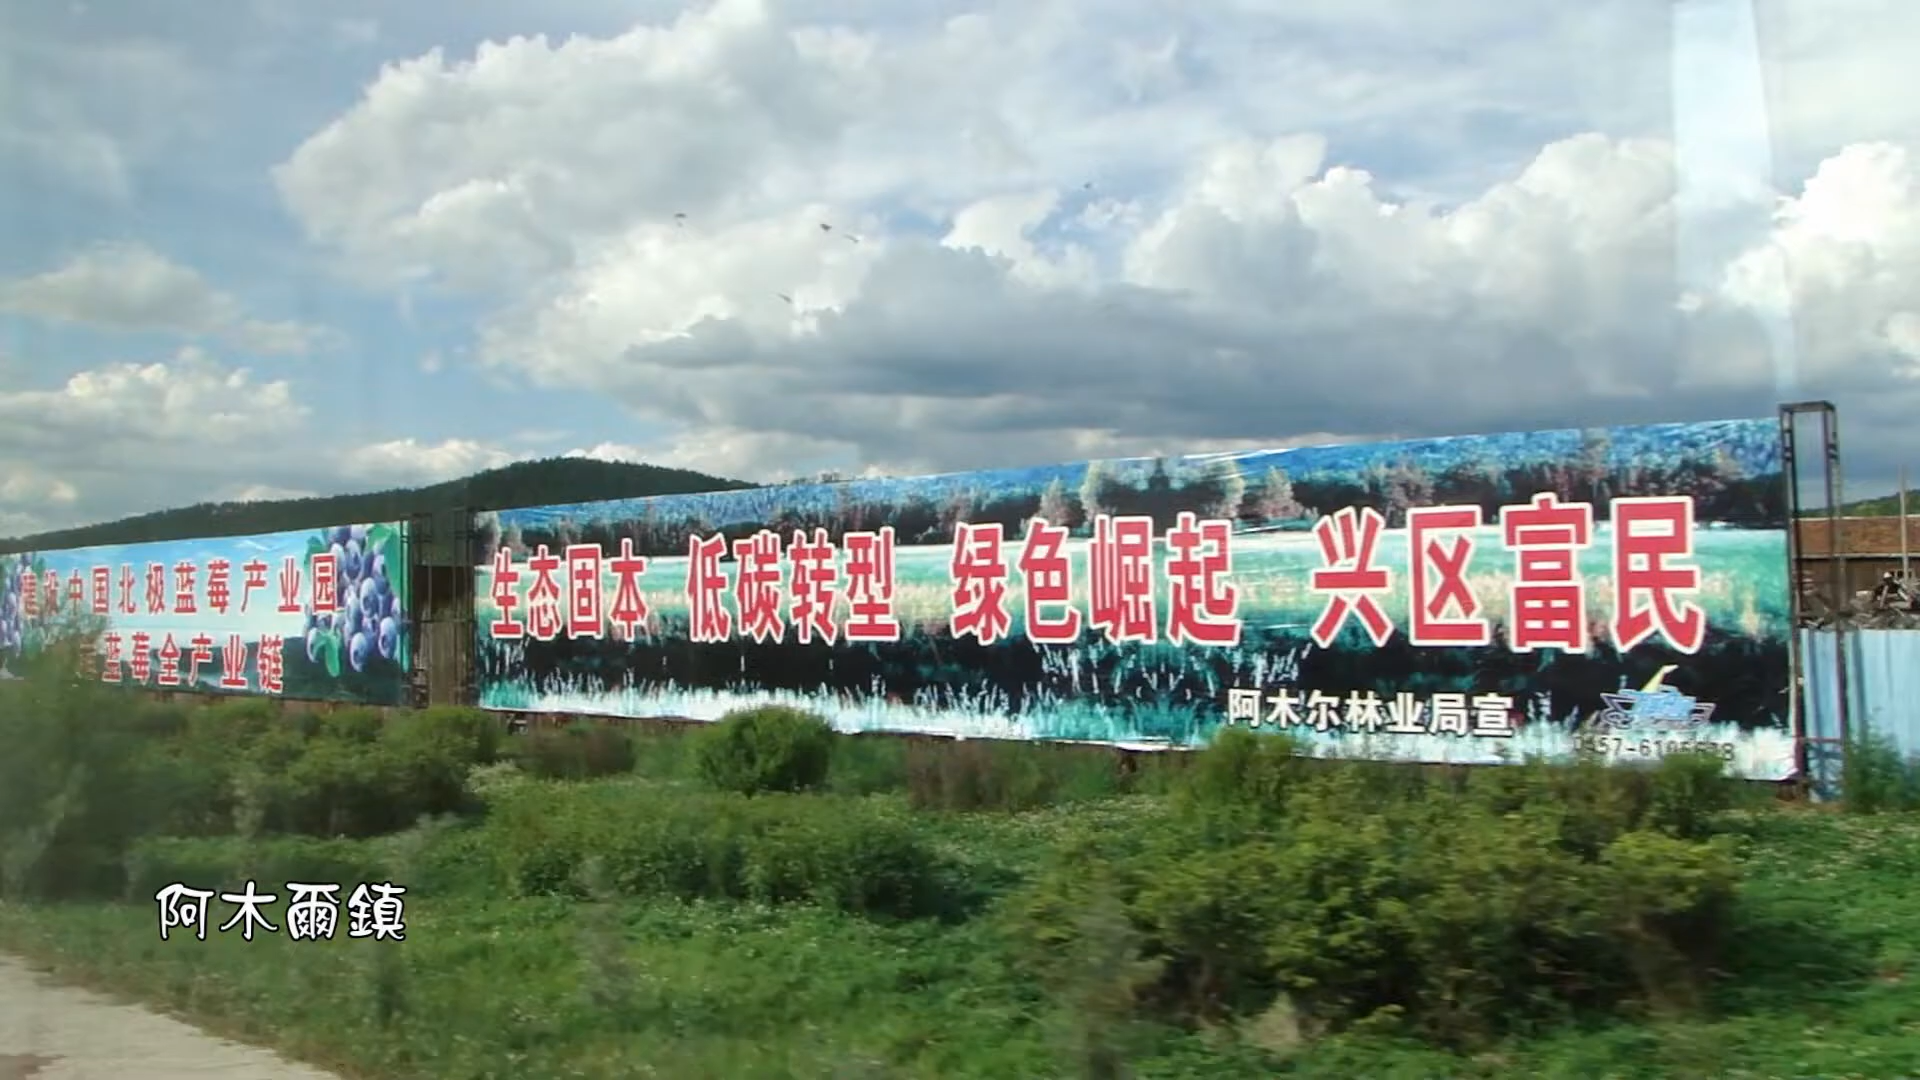 建设中国北极蓝莓产业园
蓝莓全产业链
生态固本 低碳转型 绿色崛起 兴区富民
阿木尔林业局宣
阿木爾鎮